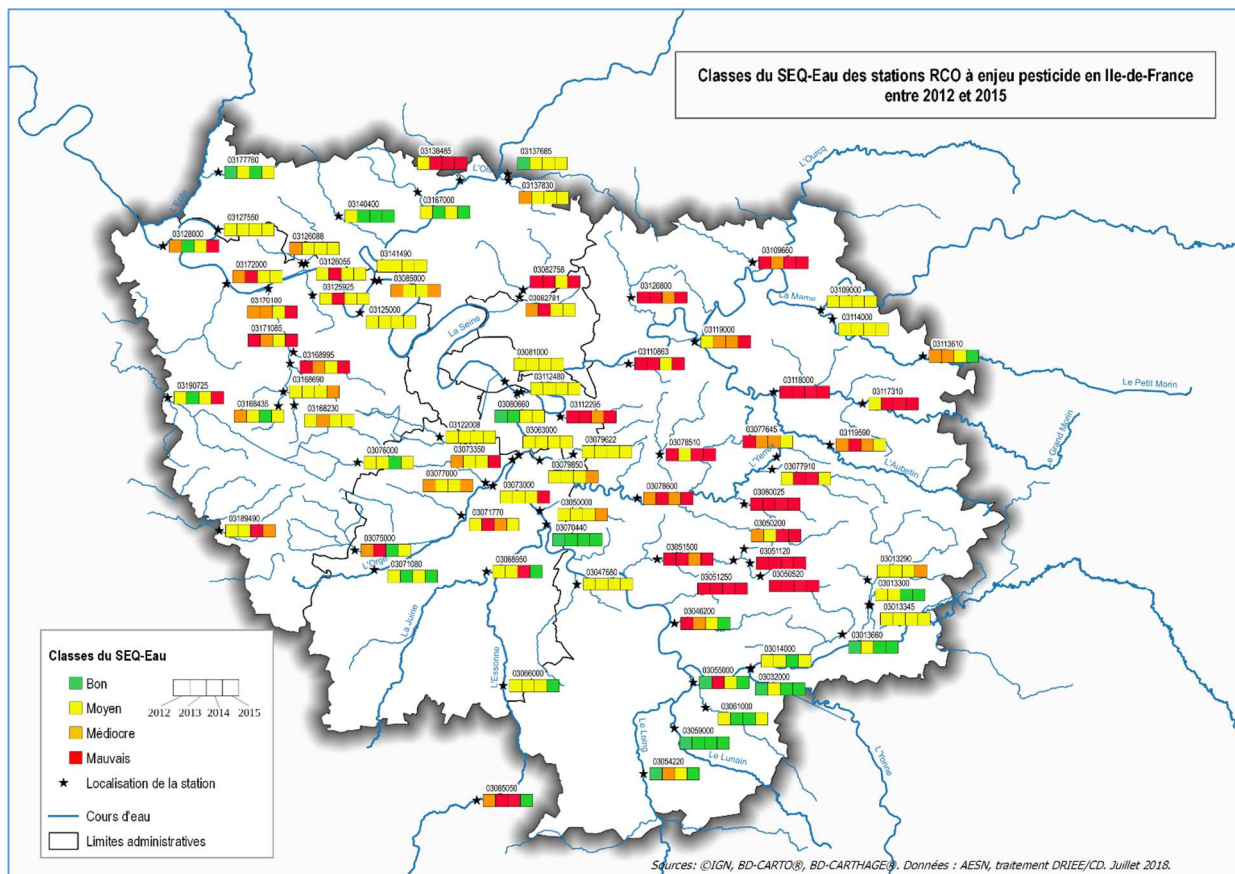 Classes du SEQ-Eau des stations RCO à enjeu pesticide en Ile-de-France
entre 2012 et 2015
03138485
03137685
L'Ourcq
03177760
L'Oise
03137830
03167000
L'Epte
03140400
03127550
03128000
03126088
03141490
03109660
03172000
03126055
03085000
03082758
03120800
03109000
03125925
03082781
La Marne
03114000
03170100
03125000
La Seine
03119000
03171085
03113610
03168995
03081000
03110863
03168690
03112480
03118000
Le Petit Morin
03190725
03117310
03168435
03168230
03060660
03112295
Le Grand Morin
03122008
03063000
03077645
03119590
03076000
03073350
03079622
03078510
L'Yerres
L'Aubetin
03077000
03079850
03077910
03073000
03078600
03080025
03189490
03071770
03050000
03050200
03070440
03075000
L'Orge
03071080
03068950
03051500
03051120
03013290
03047680
03051250
03050520
03013300
03013345
La Juine
03046200
03013660
L'Essonne
03014000
03066000
03055000
03032000
03061000
03059000
Le Loing
Le Lunain
L'Yonne
03054220
03065050
Classes du SEQ-Eau
Bon
Moyen
2012 2013 2014 2015
Médiocre
Mauvais
Localisation de la station
Cours d'eau
Limites administratives
Sources: ©IGN, BD-CARTO®, BD-CARTHAGE®. Données : AESN, traitement DRIEE/CD. Juillet 2018.